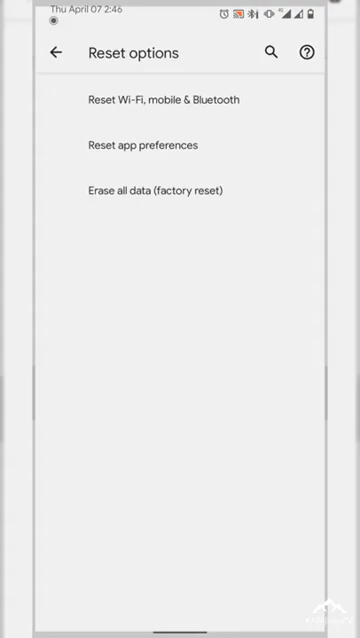 Thu April 07 2:46
Reset options
Reset Wi-Fi, mobile & Bluetooth
Reset app preferences
Erase all data (factory reset)